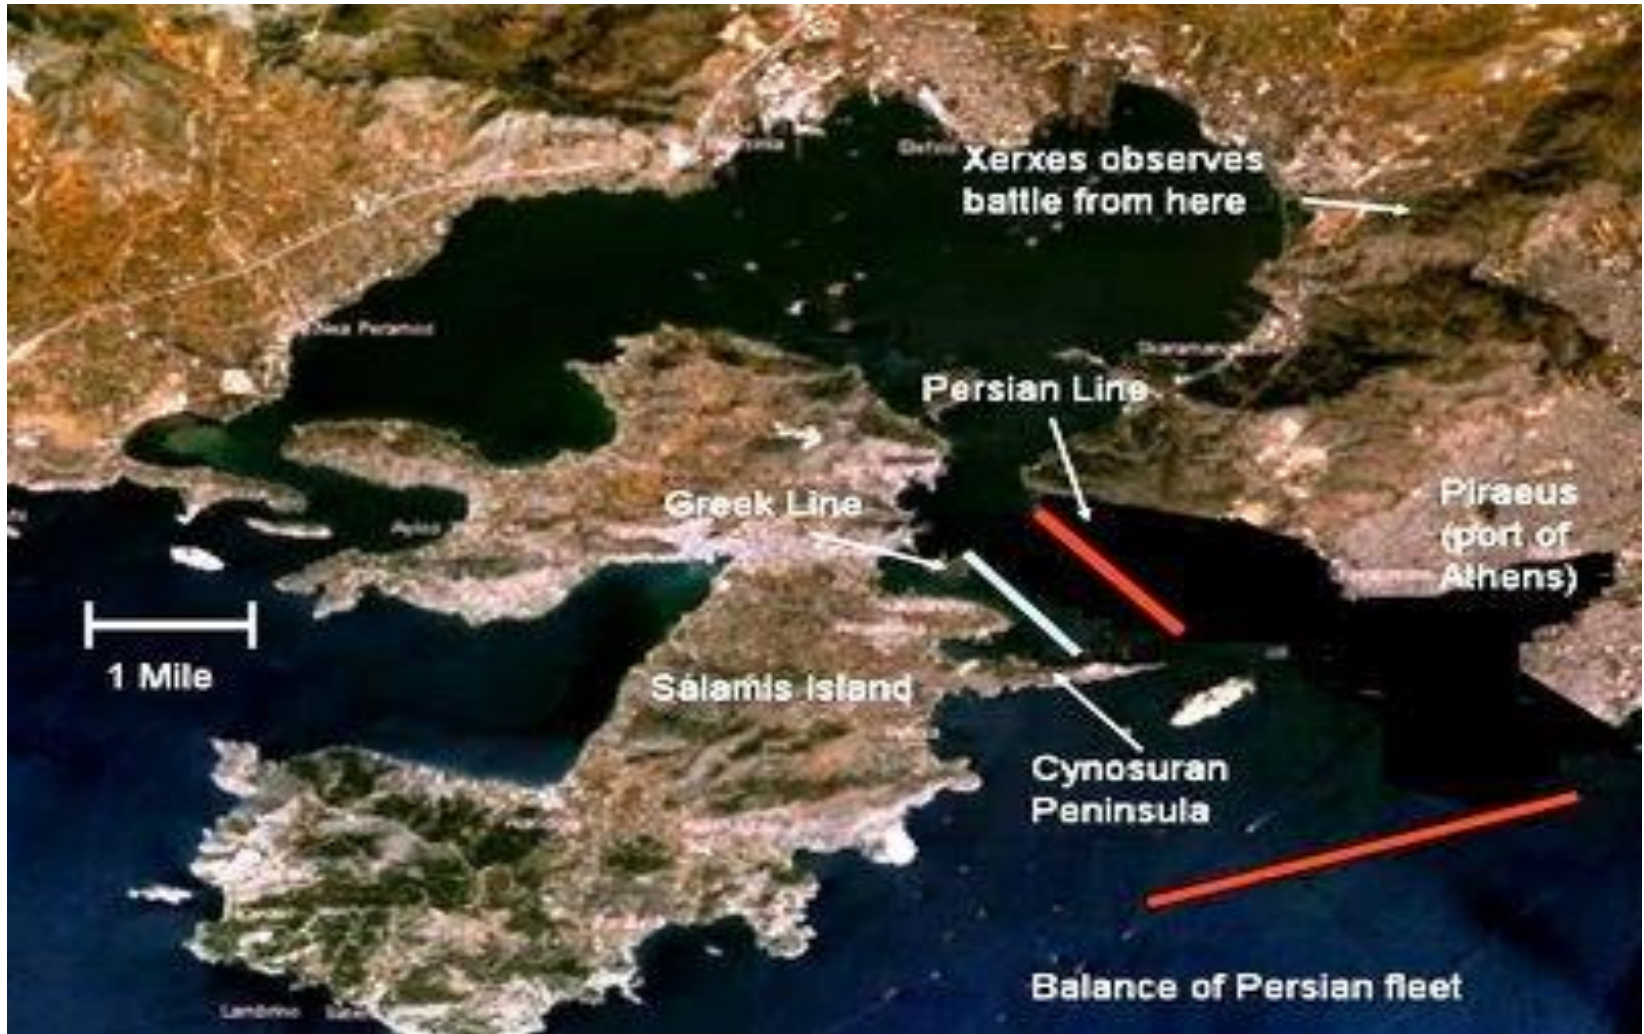 Xerxes observes
battle from here
Persian Line
Greek Line
Piraeus
(port of
Athens)
1 Mile
Salamis Island
Cynosuran
Peninsula
Balance of Persian fleet